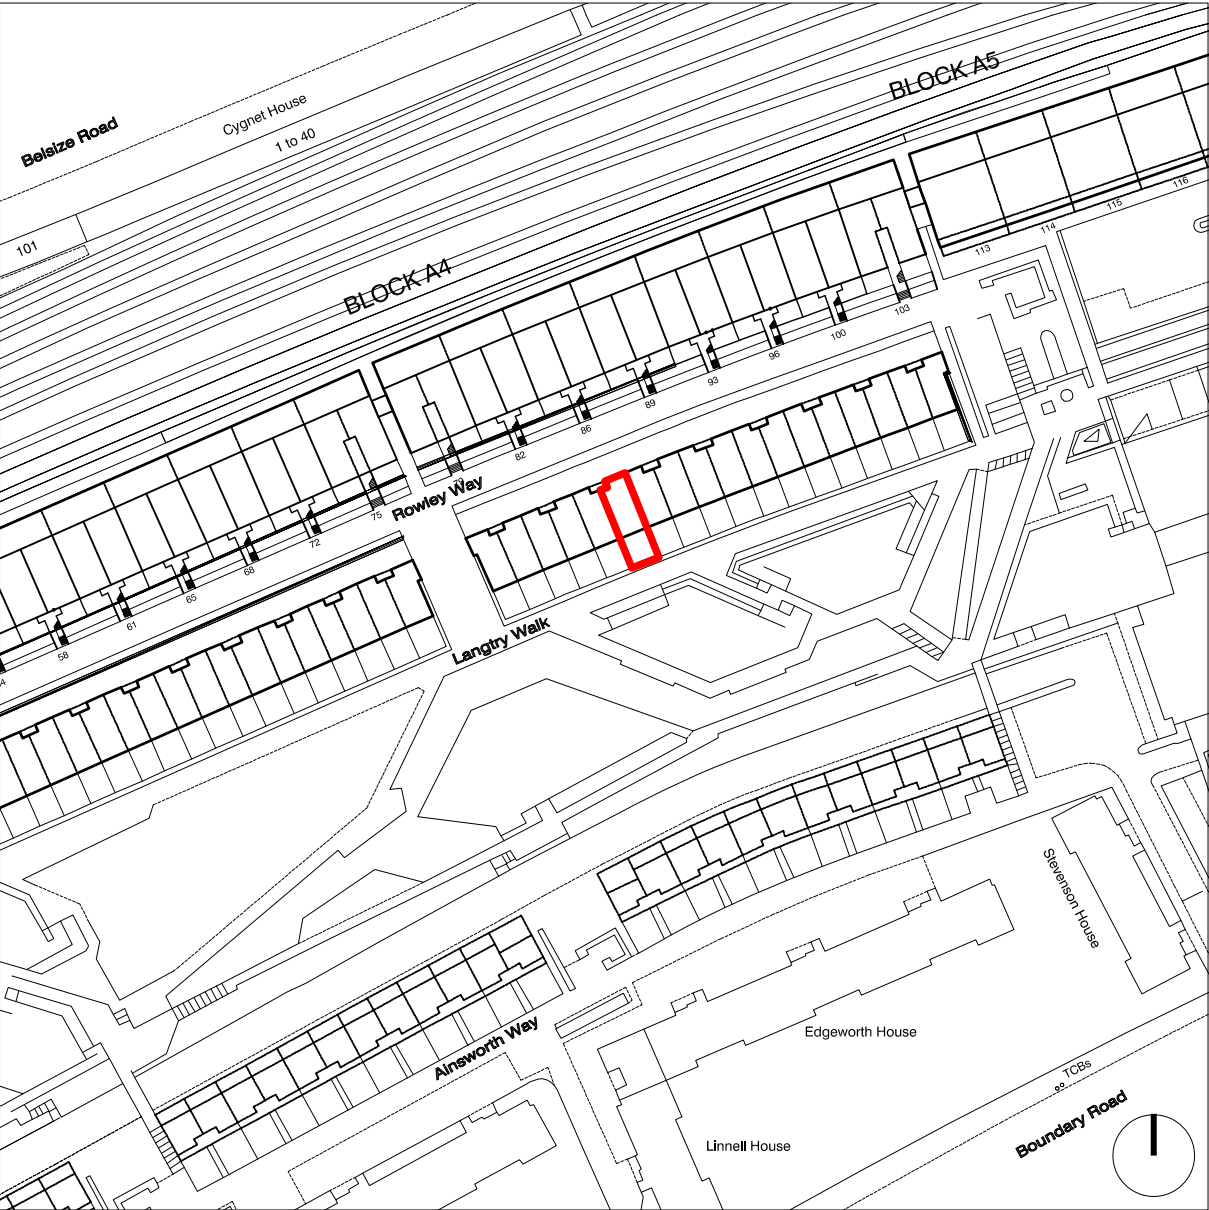 BLOCK A5
Belsize Road
Cygnet House
1 to 40
101
BLOCK A4
116
115
114
113
103
100
96
93
89
86
82
Rowley Way
75
72
68
65
61
58
Langtry Walk
Stevenson House
Ainsworth Way
Edgeworth House
TCBs
Boundary Road
Linnell House